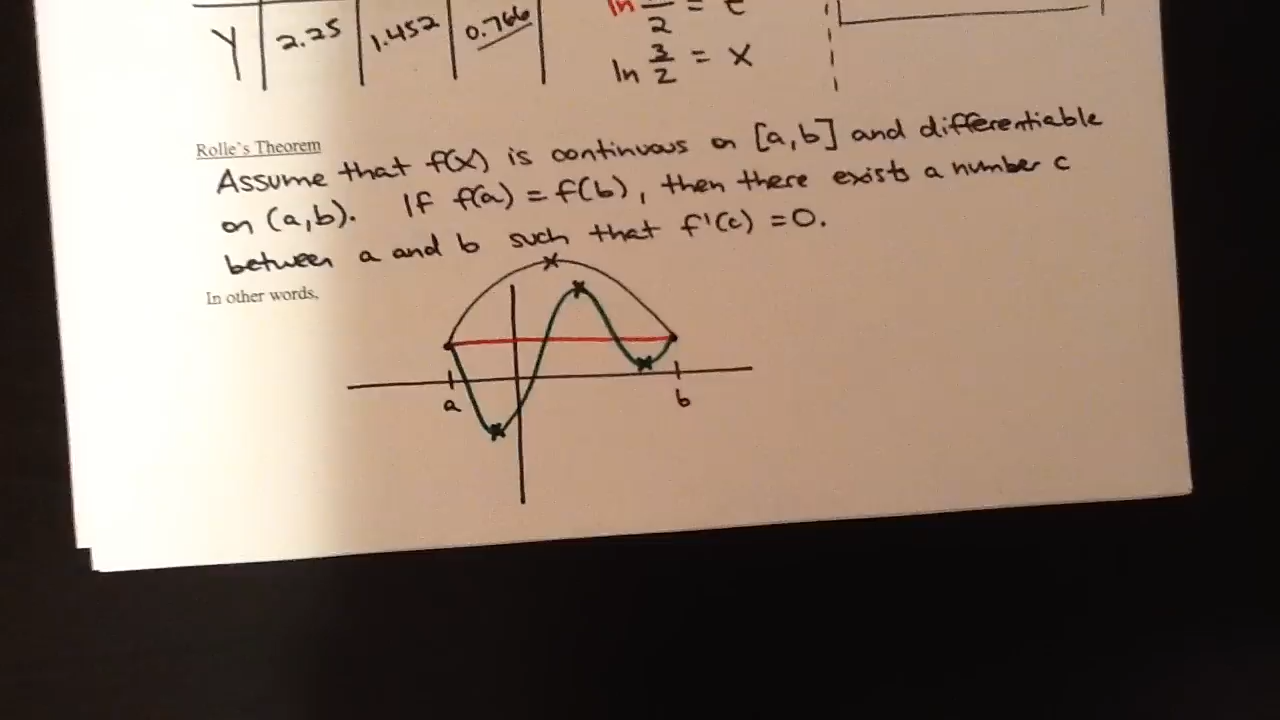 Y 2.25 1.452 0.766
2 = e
ln 3/2 = x
Rolle's Theorem
Assume that f(x) is continuous on [a,b] and differentiable
on (a,b). If f(a) = f(b), then there exists a number c
between a and b such that f'(c) = 0.
In other words,
a b